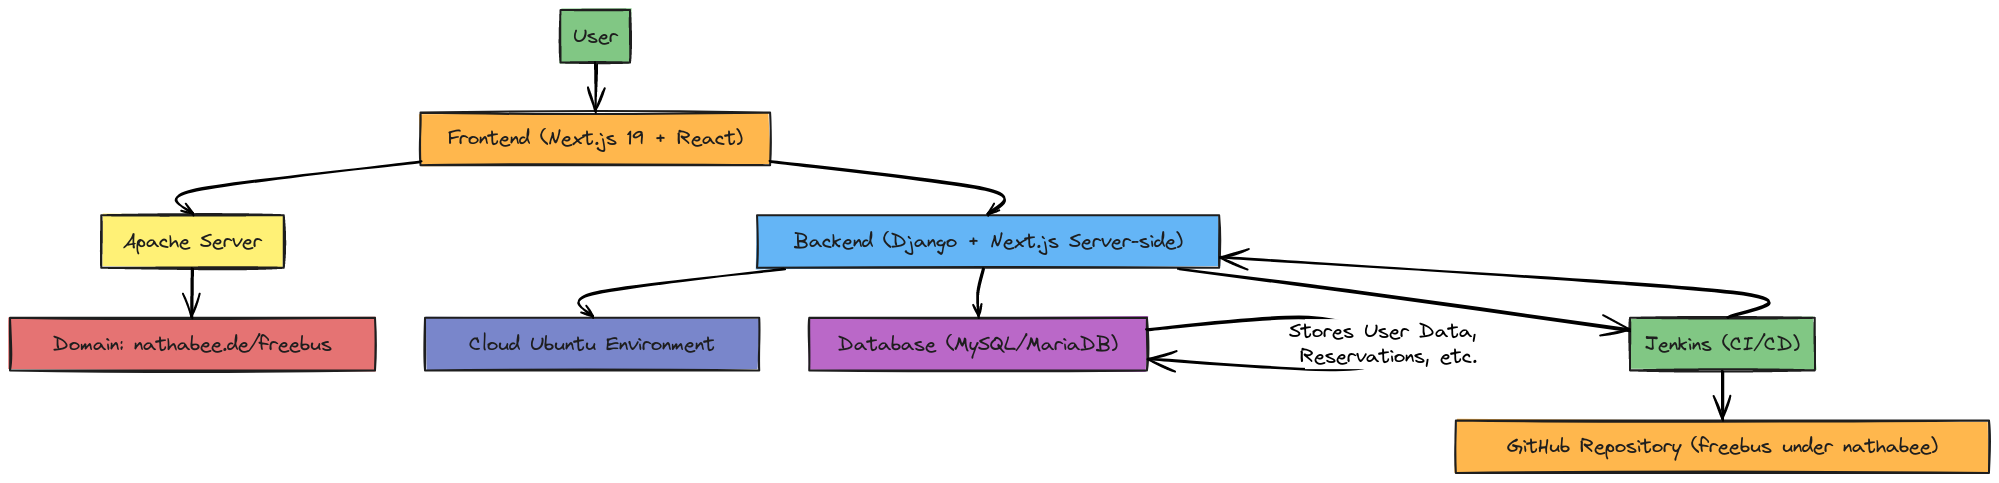 User
Frontend (Next.js 19 + React)
Apache Server
Backend (Django + Next.js Server-side)
Domain: nathabee.de/freebus
Cloud Ubuntu Environment
Database (MySQL/MariaDB)
Stores User Data,
Reservations, etc.
Jenkins (CI/CD)
GitHub Repository (freebus under nathabee)